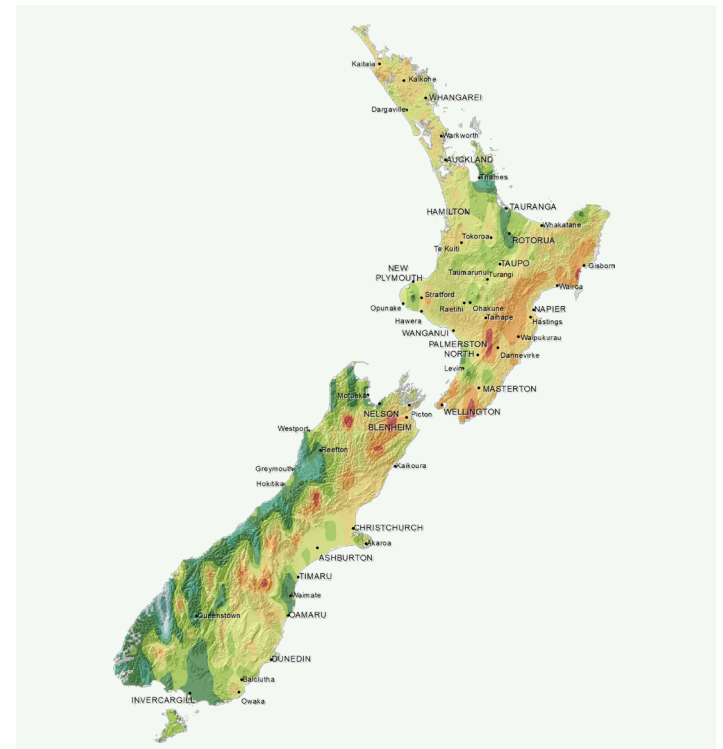 Kaitaia
Kaikohe
WHANGAREI
Dargaville
Warkworth
AUCKLAND
Thames
TAURANGA
HAMILTON
Whakatane
Tokoroa
ROTORUA
Te Kuiti
TAUPO
Gisborn
NEW
PLYMOUTH
Taumarunui
Turangi
Wairoa
Stratford
Opunake
Raetihi
Ohakune
NAPIER
Hawera
Taihape
Hastings
WANGANUI
Waipukurau
PALMERSTON
NORTH
Dannevirke
Levin
MASTERTON
Motueka
NELSON
Picton
WELLINGTON
BLENHEIM
Westport
Reefton
Greymouth
Kaikoura
Hokitika
CHRISTCHURCH
Akaroa
ASHBURTON
TIMARU
Waimate
Queenstown
OAMARU
DUNEDIN
Balclutha
INVERCARGILL
Owaka